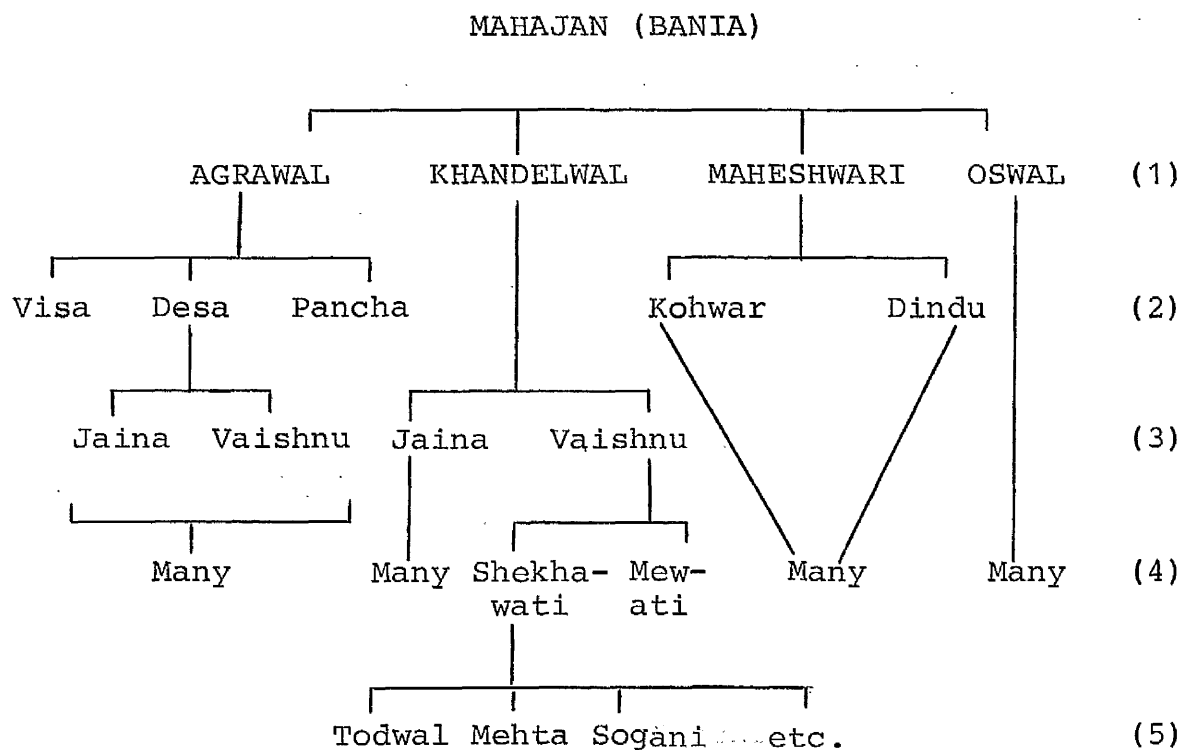 MAHAJAN (BANIA)
AGRAWAL KHANDELWAL MAHESHWARI OSWAL (1)
Visa Desa Pancha Kohwar Dindu (2)
Jaina Vaishnu Jaina Vaishnu (3)
Many Many Shekha- Mew- Many Many (4)
wati ati
Todwal Mehta Sogani etc. (5)